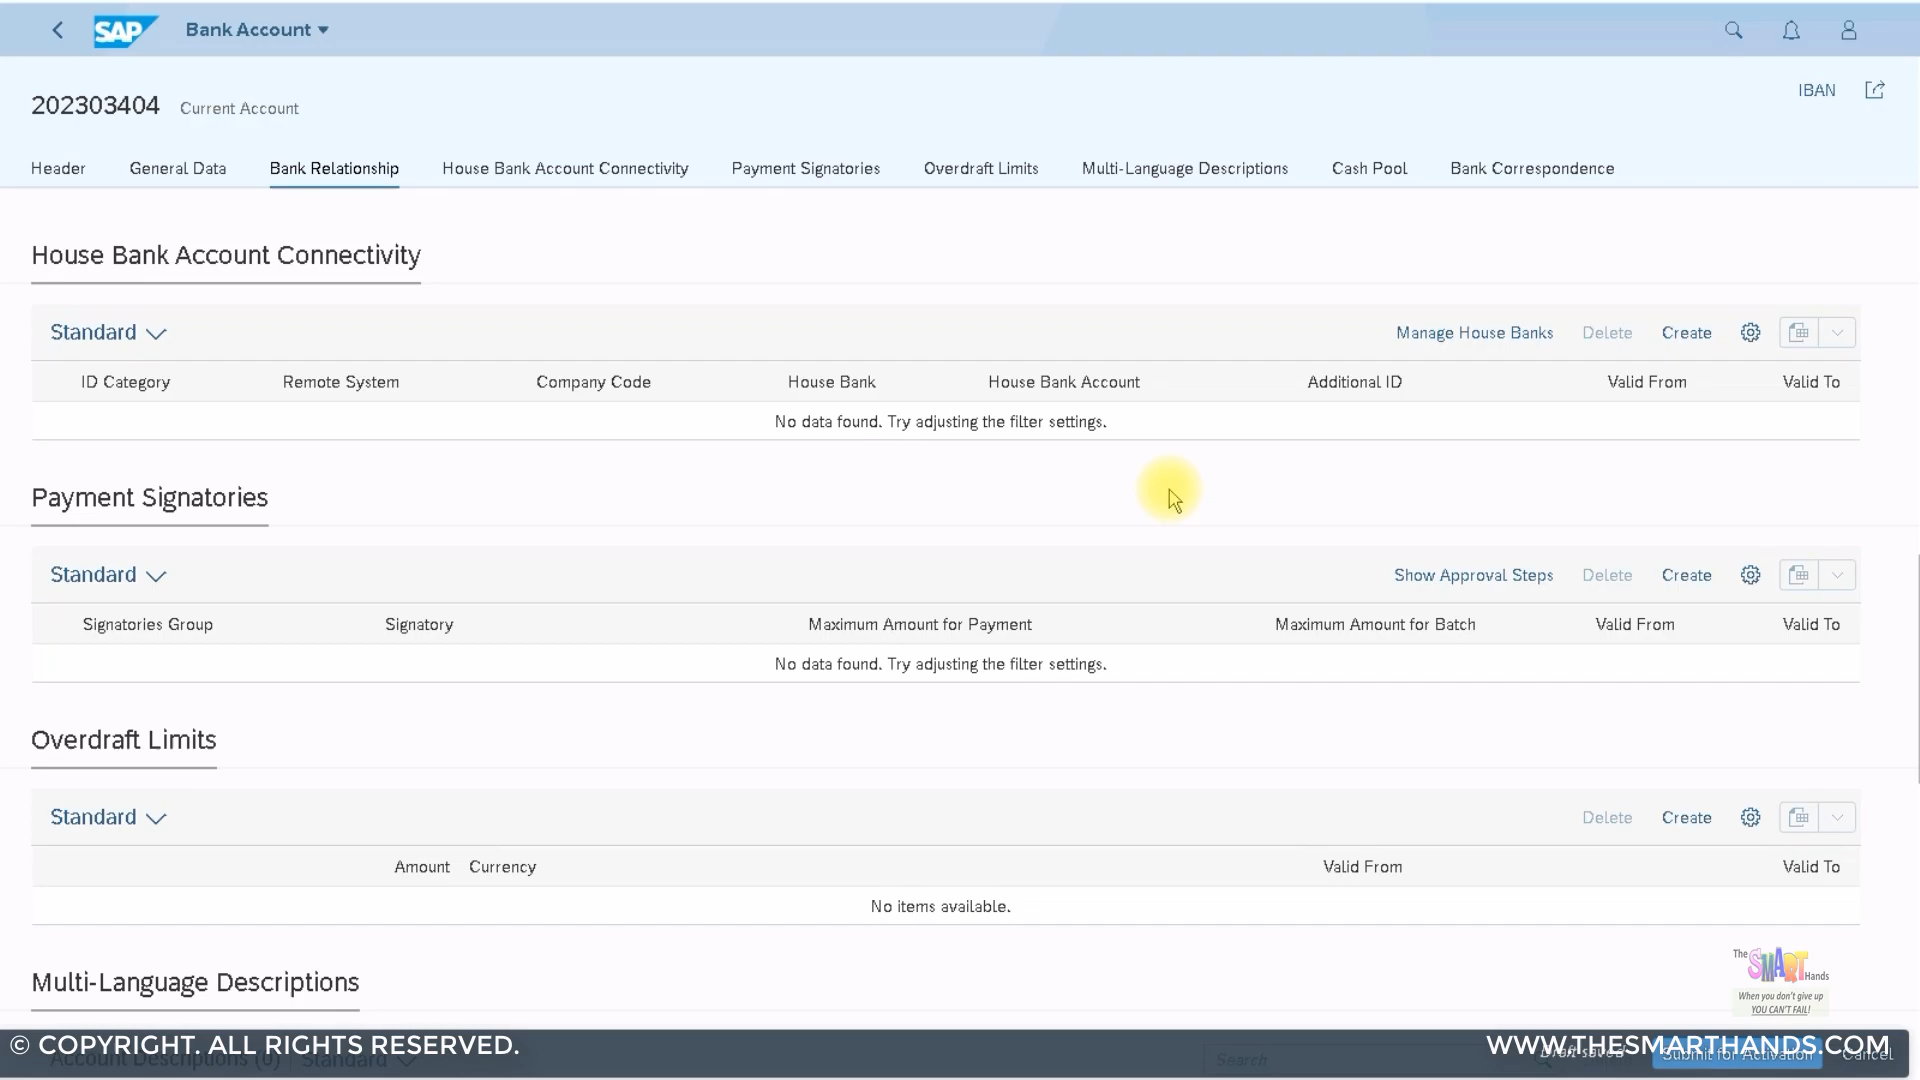 SAP Bank Account
202303404 Current Account
IBAN
Header General Data Bank Relationship House Bank Account Connectivity Payment Signatories Overdraft Limits Multi-Language Descriptions Cash Pool Bank Correspondence
House Bank Account Connectivity
Standard Manage House Banks Delete Create
ID Category Remote System Company Code House Bank House Bank Account Additional ID Valid From Valid To
No data found. Try adjusting the filter settings.
Payment Signatories
Standard Show Approval Steps Delete Create
Signatories Group Signatory Maximum Amount for Payment Maximum Amount for Batch Valid From Valid To
No data found. Try adjusting the filter settings.
Overdraft Limits
Standard Delete Create
Amount Currency Valid From Valid To
No items available.
Multi-Language Descriptions
The SMART Hands
When you don't give up
YOU CAN'T FAIL!
© COPYRIGHT. ALL RIGHTS RESERVED. WWW.THESMARTHANDS.COM
Account Descriptions (0) Standard Search Draft saved Submit for Activation Cancel